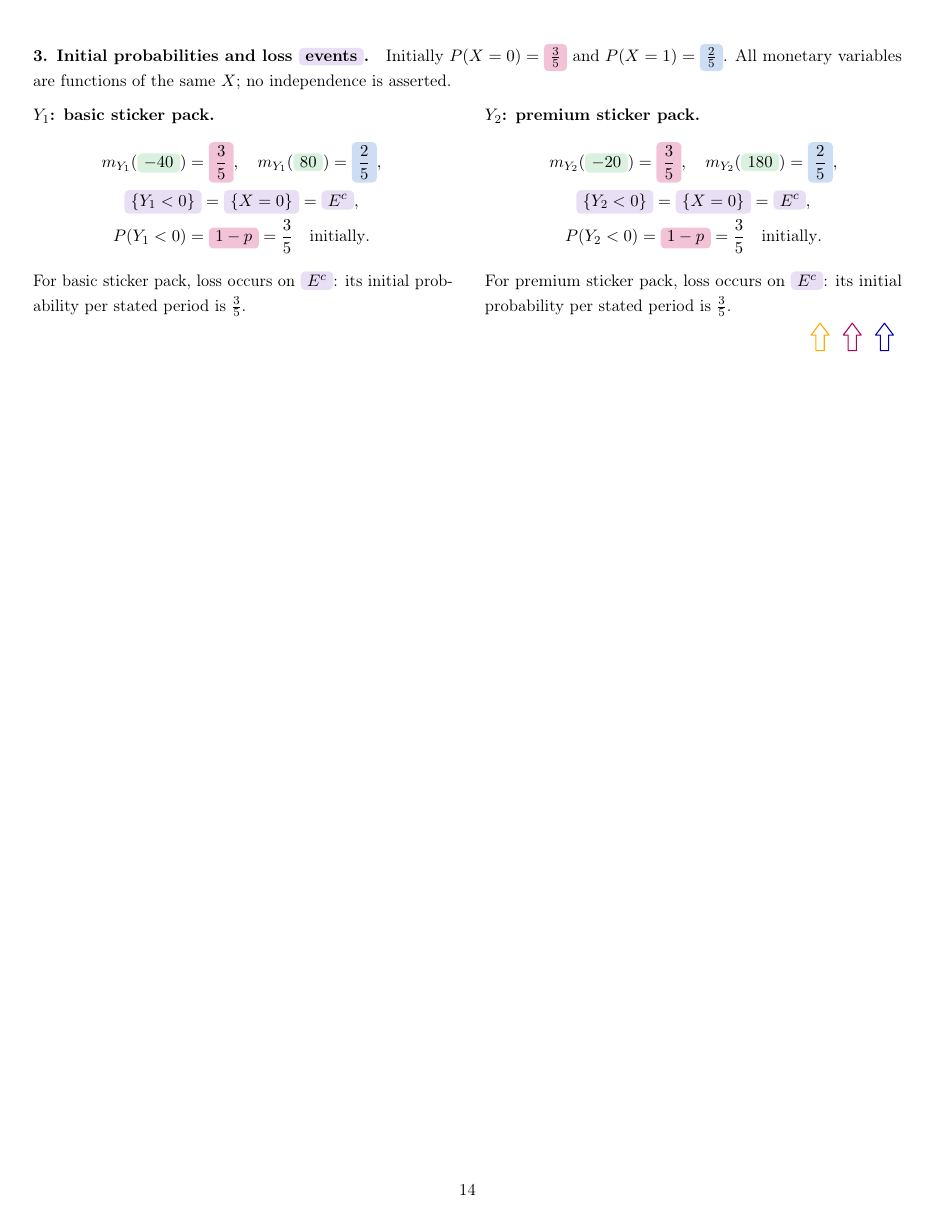 3. Initial probabilities and loss events. Initially P(X = 0) = 3/5 and P(X = 1) = 2/5. All monetary variables
are functions of the same X; no independence is asserted.
Y₁: basic sticker pack.
m_{Y₁}(−40) = 3/5, m_{Y₁}(80) = 2/5,
{Y₁ < 0} = {X = 0} = Eᶜ,
P(Y₁ < 0) = 1 − p = 3/5 initially.
For basic sticker pack, loss occurs on Eᶜ: its initial prob-
ability per stated period is 3/5.
Y₂: premium sticker pack.
m_{Y₂}(−20) = 3/5, m_{Y₂}(180) = 2/5,
{Y₂ < 0} = {X = 0} = Eᶜ,
P(Y₂ < 0) = 1 − p = 3/5 initially.
For premium sticker pack, loss occurs on Eᶜ: its initial
probability per stated period is 3/5.
14